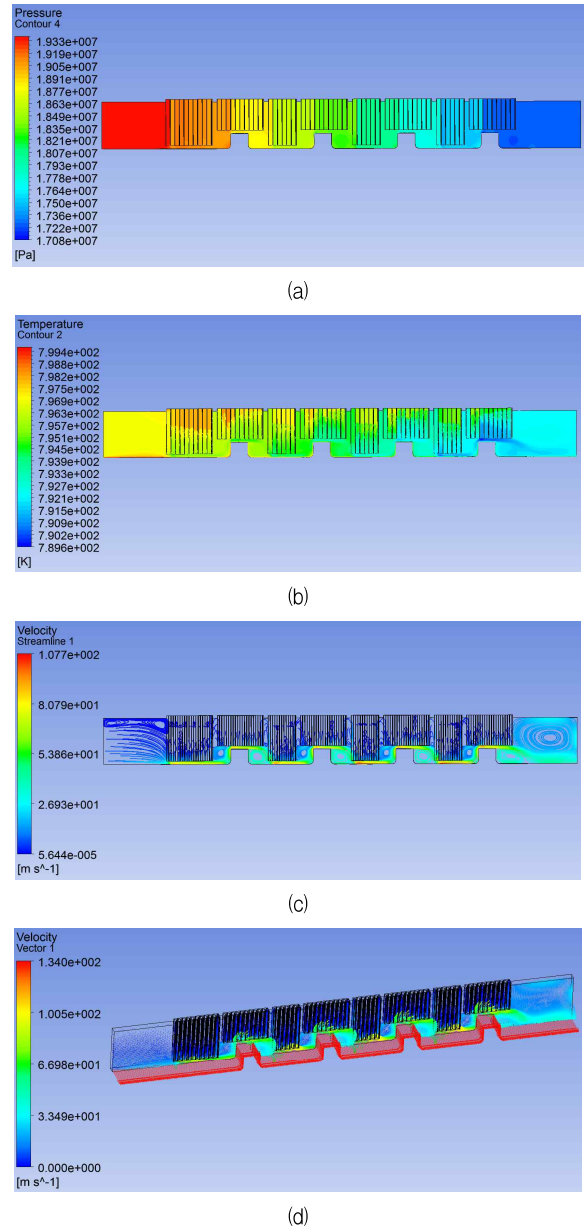 Pressure
Contour 4
1.933e+007
1.919e+007
1.905e+007
1.891e+007
1.877e+007
1.863e+007
1.849e+007
1.835e+007
1.821e+007
1.807e+007
1.793e+007
1.778e+007
1.764e+007
1.750e+007
1.736e+007
1.722e+007
1.708e+007
[Pa]
(a)
Temperature
Contour 2
7.994e+002
7.988e+002
7.982e+002
7.975e+002
7.969e+002
7.963e+002
7.957e+002
7.951e+002
7.945e+002
7.939e+002
7.933e+002
7.927e+002
7.921e+002
7.915e+002
7.909e+002
7.902e+002
7.896e+002
[K]
(b)
Velocity
Streamline 1
1.077e+002
8.079e+001
5.386e+001
2.693e+001
5.644e-005
[m s^-1]
(c)
Velocity
Vector 1
1.340e+002
1.005e+002
6.698e+001
3.349e+001
0.000e+000
[m s^-1]
(d)